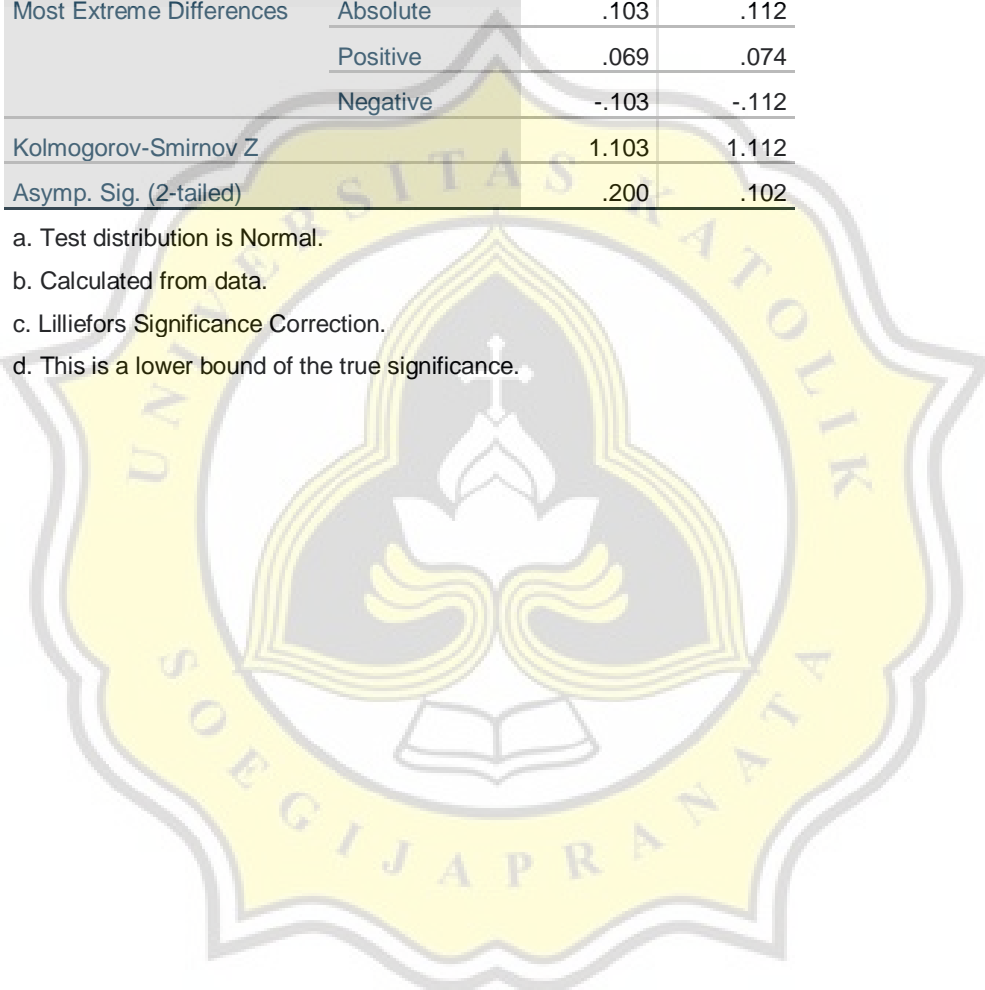 Most Extreme Differences Absolute .103 .112
Positive .069 .074
Negative -.103 -.112
Kolmogorov-Smirnov Z 1.103 1.112
Asymp. Sig. (2-tailed) .200 .102
a. Test distribution is Normal.
b. Calculated from data.
c. Lilliefors Significance Correction.
d. This is a lower bound of the true significance.
UNIVERSITAS KATOLIK
SOEGIJAPRANATA